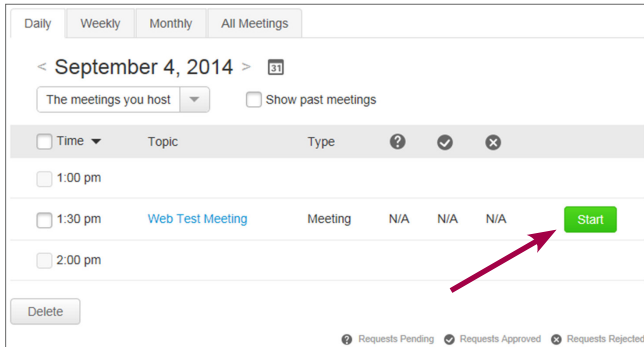 Daily Weekly Monthly All Meetings
< September 4, 2014 > 31
The meetings you host Show past meetings
Time Topic Type ? ✓ ✕
1:00 pm
1:30 pm Web Test Meeting Meeting N/A N/A N/A Start
2:00 pm
Delete
? Requests Pending ✓ Requests Approved ✕ Requests Rejected